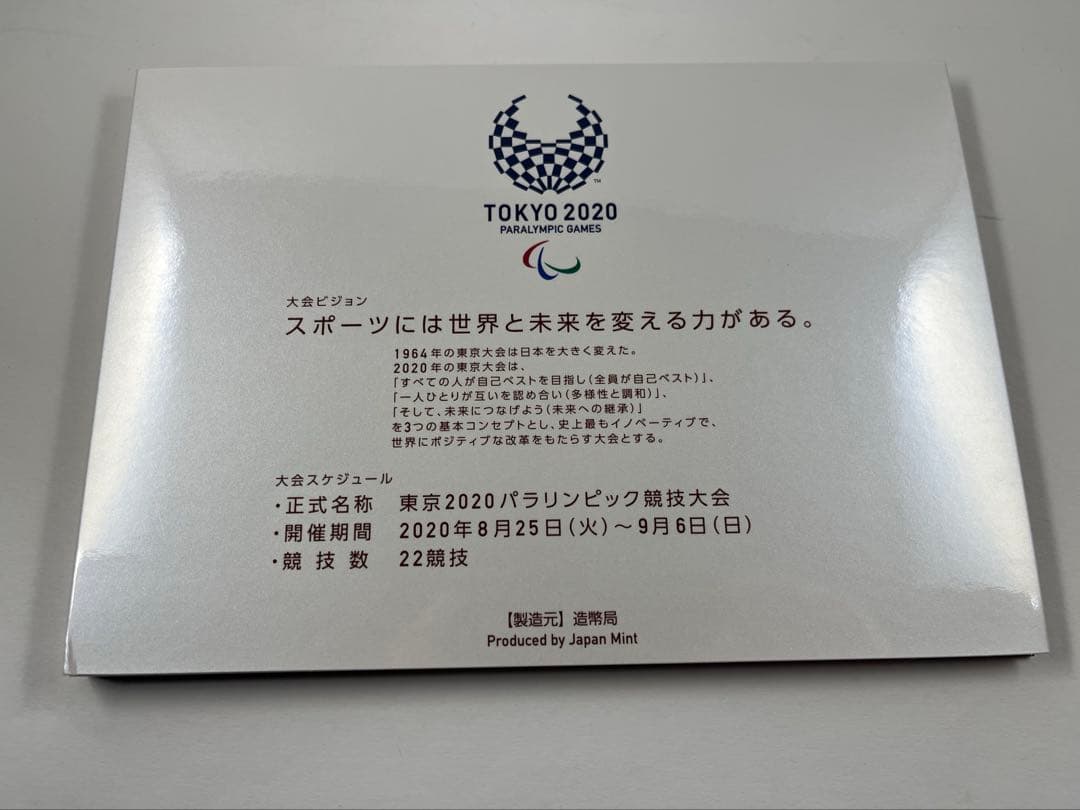 TM
TOKYO 2020
PARALYMPIC GAMES
大会ビジョン
スポーツには世界と未来を変える力がある。
1964年の東京大会は日本を大きく変えた。
2020年の東京大会は、
「すべての人が自己ベストを目指し（全員が自己ベスト）」、
「一人ひとりが互いを認め合い（多様性と調和）」、
「そして、未来につなげよう（未来への継承）」
を3つの基本コンセプトとし、史上最もイノベーティブで、
世界にポジティブな改革をもたらす大会とする。
大会スケジュール
・正式名称 東京2020パラリンピック競技大会
・開催期間 2020年8月25日（火）～9月6日（日）
・競技数 22競技
【製造元】造幣局
Produced by Japan Mint